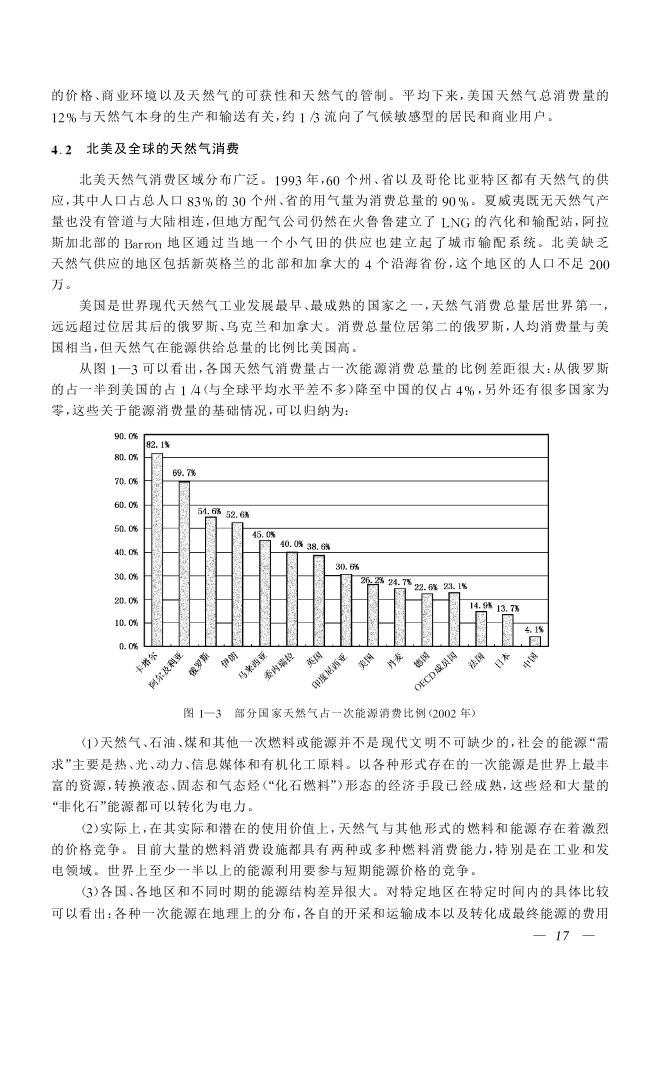 的价格、商业环境以及天然气的可获性和天然气的管制。平均下来,美国天然气总消费量的
12%与天然气本身的生产和输送有关,约 1/3 流向了气候敏感型的居民和商业用户。
4.2 北美及全球的天然气消费
北美天然气消费区域分布广泛。1993 年,60 个州、省以及哥伦比亚特区都有天然气的供
应,其中人口占总人口 83%的 30 个州、省的用气量为消费总量的 90%。夏威夷既无天然气产
量也没有管道与大陆相连,但地方配气公司仍然在火鲁鲁建立了 LNG 的汽化和输配站,阿拉
斯加北部的 Barron 地区通过当地一个小气田的供应也建立起了城市输配系统。北美缺乏
天然气供应的地区包括新英格兰的北部和加拿大的 4 个沿海省份,这个地区的人口不足 200
万。
美国是世界现代天然气工业发展最早、最成熟的国家之一,天然气消费总量居世界第一,
远远超过位居其后的俄罗斯、乌克兰和加拿大。消费总量位居第二的俄罗斯,人均消费量与美
国相当,但天然气在能源供给总量的比例比美国高。
从图 1—3 可以看出,各国天然气消费量占一次能源消费总量的比例差距很大:从俄罗斯
的占一半到美国的占 1/4(与全球平均水平差不多)降至中国的仅占 4%,另外还有很多国家为
零,这些关于能源消费量的基础情况,可以归纳为:
90.0%
80.0%
70.0%
60.0%
50.0%
40.0%
30.0%
20.0%
10.0%
0.0%
82.1%
69.7%
54.6%
52.6%
45.0%
40.0%
38.6%
30.6%
26.2%
24.7%
22.6%
23.1%
14.9%
13.7%
4.1%
卡塔尔
阿尔及利亚
俄罗斯
伊朗
马来西亚
委内瑞拉
英国
印度尼西亚
美国
丹麦
德国
OECD成员国
法国
日本
中国
图 1—3 部分国家天然气占一次能源消费比例(2002 年)
(1)天然气、石油、煤和其他一次燃料或能源并不是现代文明不可缺少的,社会的能源“需
求”主要是热、光、动力、信息媒体和有机化工原料。以各种形式存在的一次能源是世界上最丰
富的资源,转换液态、固态和气态烃(“化石燃料”)形态的经济手段已经成熟,这些烃和大量的
“非化石”能源都可以转化为电力。
(2)实际上,在其实际和潜在的使用价值上,天然气与其他形式的燃料和能源存在着激烈
的价格竞争。目前大量的燃料消费设施都具有两种或多种燃料消费能力,特别是在工业和发
电领域。世界上至少一半以上的能源利用要参与短期能源价格的竞争。
(3)各国、各地区和不同时期的能源结构差异很大。对特定地区在特定时间内的具体比较
可以看出:各种一次能源在地理上的分布,各自的开采和运输成本以及转化成最终能源的费用
— 17 —